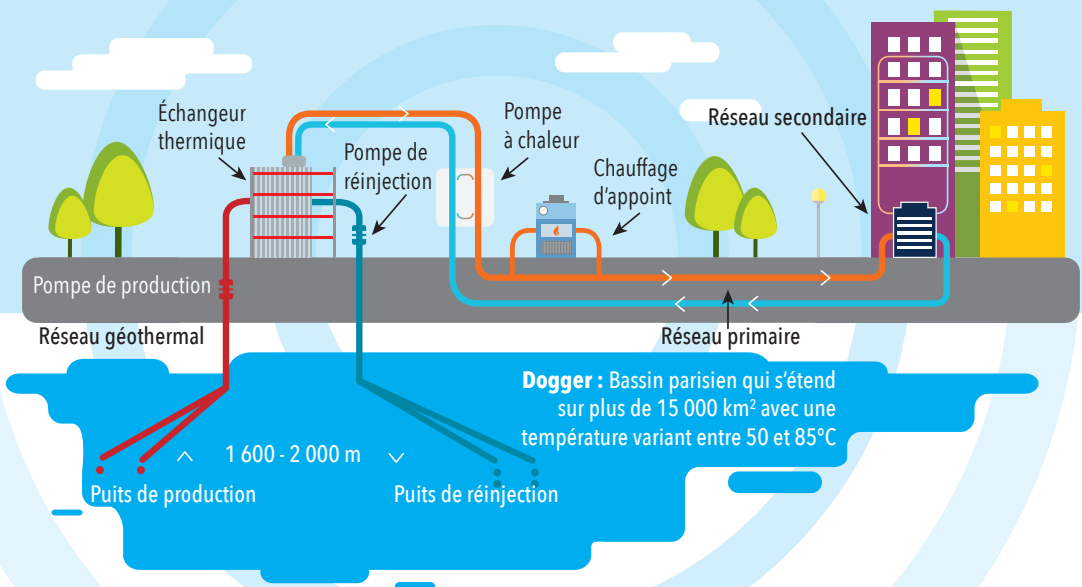 Échangeur
thermique
Pompe de
réinjection
Pompe
à chaleur
Chauffage
d'appoint
Réseau secondaire
Pompe de production
Réseau géothermal
Réseau primaire
Dogger : Bassin parisien qui s'étend
sur plus de 15 000 km² avec une
température variant entre 50 et 85°C
1 600 - 2 000 m
Puits de production
Puits de réinjection